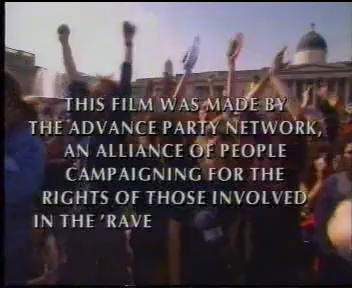 THIS FILM WAS MADE BY
THE ADVANCE PARTY NETWORK,
AN ALLIANCE OF PEOPLE
CAMPAIGNING FOR THE
RIGHTS OF THOSE INVOLVED
IN THE 'RAVE